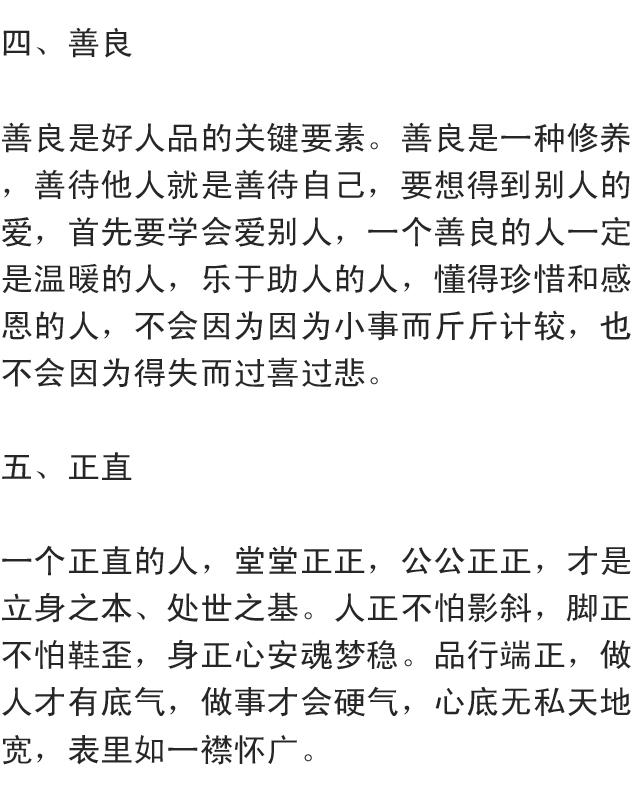 四、善良
善良是好人品的关键要素。善良是一种修养
，善待他人就是善待自己，要想得到别人的
爱，首先要学会爱别人，一个善良的人一定
是温暖的人，乐于助人的人，懂得珍惜和感
恩的人，不会因为因为小事而斤斤计较，也
不会因为得失而过喜过悲。
五、正直
一个正直的人，堂堂正正，公公正正，才是
立身之本、处世之基。人正不怕影斜，脚正
不怕鞋歪，身正心安魂梦稳。品行端正，做
人才有底气，做事才会硬气，心底无私天地
宽，表里如一襟怀广。